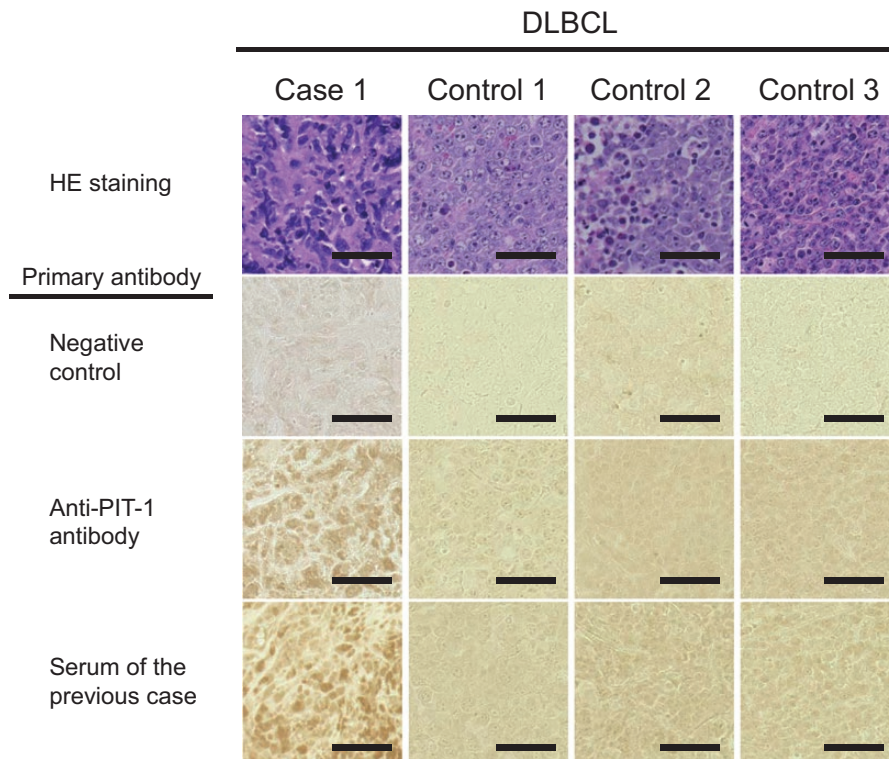 DLBCL
Case 1 Control 1 Control 2 Control 3
HE staining
Primary antibody
Negative
control
Anti-PIT-1
antibody
Serum of the
previous case